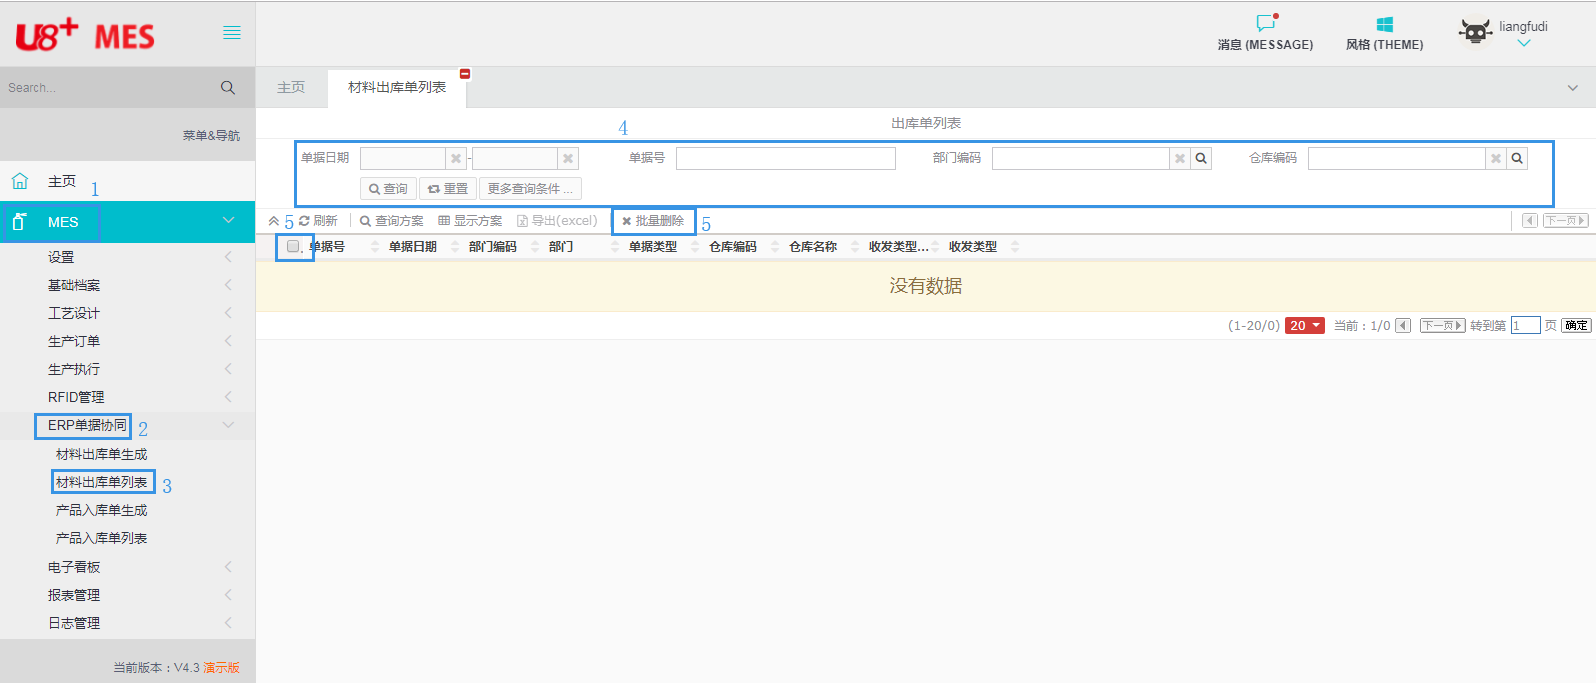 U8+ MES
消息 (MESSAGE)
风格 (THEME)
liangfudi
Search...
主页
材料出库单列表
菜单&导航
出库单列表
4
单据日期
-
单据号
部门编码
仓库编码
主页
1
查询
重置
更多查询条件 ...
MES
5
刷新
查询方案
显示方案
导出(excel)
批量删除
5
下一页
单据号
单据日期
部门编码
部门
单据类型
仓库编码
仓库名称
收发类型...
收发类型
设置
基础档案
没有数据
工艺设计
(1-20/0)
20
当前：1/0
下一页
转到第
1
页
确定
生产订单
生产执行
RFID管理
ERP单据协同
2
材料出库单生成
材料出库单列表
3
产品入库单生成
产品入库单列表
电子看板
报表管理
日志管理
当前版本：V4.3 演示版